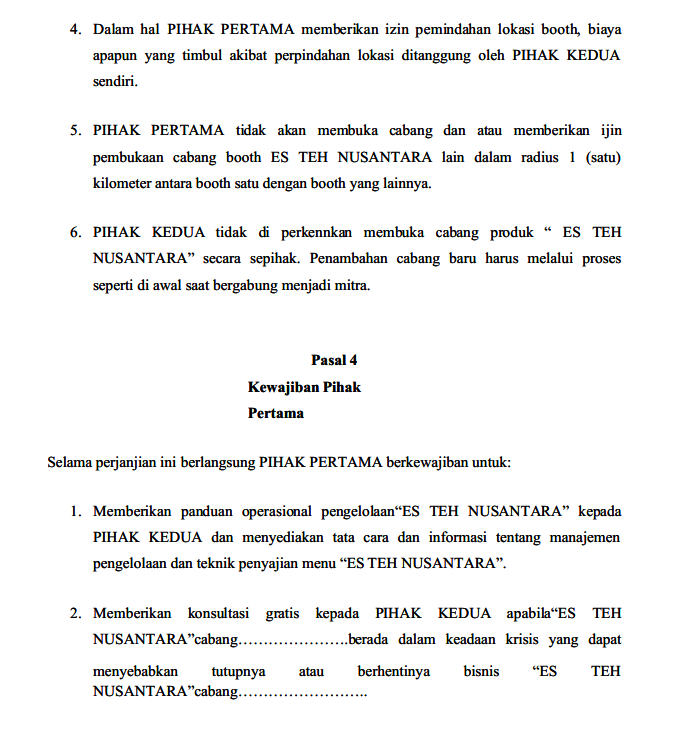 4. Dalam hal PIHAK PERTAMA memberikan izin pemindahan lokasi booth, biaya
apapun yang timbul akibat perpindahan lokasi ditanggung oleh PIHAK KEDUA
sendiri.
5. PIHAK PERTAMA tidak akan membuka cabang dan atau memberikan ijin
pembukaan cabang booth ES TEH NUSANTARA lain dalam radius 1 (satu)
kilometer antara booth satu dengan booth yang lainnya.
6. PIHAK KEDUA tidak di perkennkan membuka cabang produk “ ES TEH
NUSANTARA” secara sepihak. Penambahan cabang baru harus melalui proses
seperti di awal saat bergabung menjadi mitra.
Pasal 4
Kewajiban Pihak
Pertama
Selama perjanjian ini berlangsung PIHAK PERTAMA berkewajiban untuk:
1. Memberikan panduan operasional pengelolaan“ES TEH NUSANTARA” kepada
PIHAK KEDUA dan menyediakan tata cara dan informasi tentang manajemen
pengelolaan dan teknik penyajian menu “ES TEH NUSANTARA”.
2. Memberikan konsultasi gratis kepada PIHAK KEDUA apabila“ES TEH
NUSANTARA”cabang………………….berada dalam keadaan krisis yang dapat
menyebabkan tutupnya atau berhentinya bisnis “ES TEH
NUSANTARA”cabang……………………..